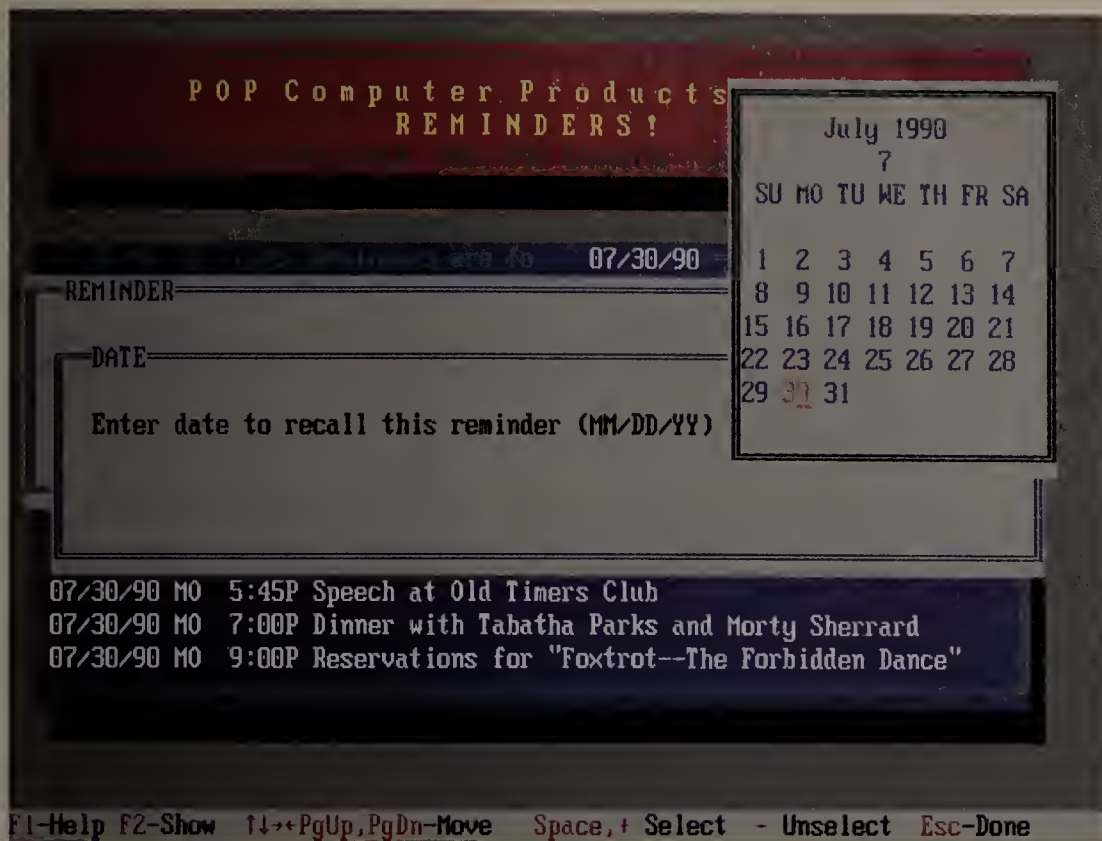 POP Computer Products
REMINDERS!
July 1990
7
SU MO TU WE TH FR SA
1 2 3 4 5 6 7
8 9 10 11 12 13 14
15 16 17 18 19 20 21
22 23 24 25 26 27 28
29 30 31
are fo 07/30/90
REMINDER
DATE
Enter date to recall this reminder (MM/DD/YY)
07/30/90 MO 5:45P Speech at Old Timers Club
07/30/90 MO 7:00P Dinner with Tabatha Parks and Morty Sherrard
07/30/90 MO 9:00P Reservations for "Foxtrot--The Forbidden Dance"
F1-Help F2-Show ↑↓→←PgUp,PgDn-Move Space,+ Select - Unselect Esc-Done